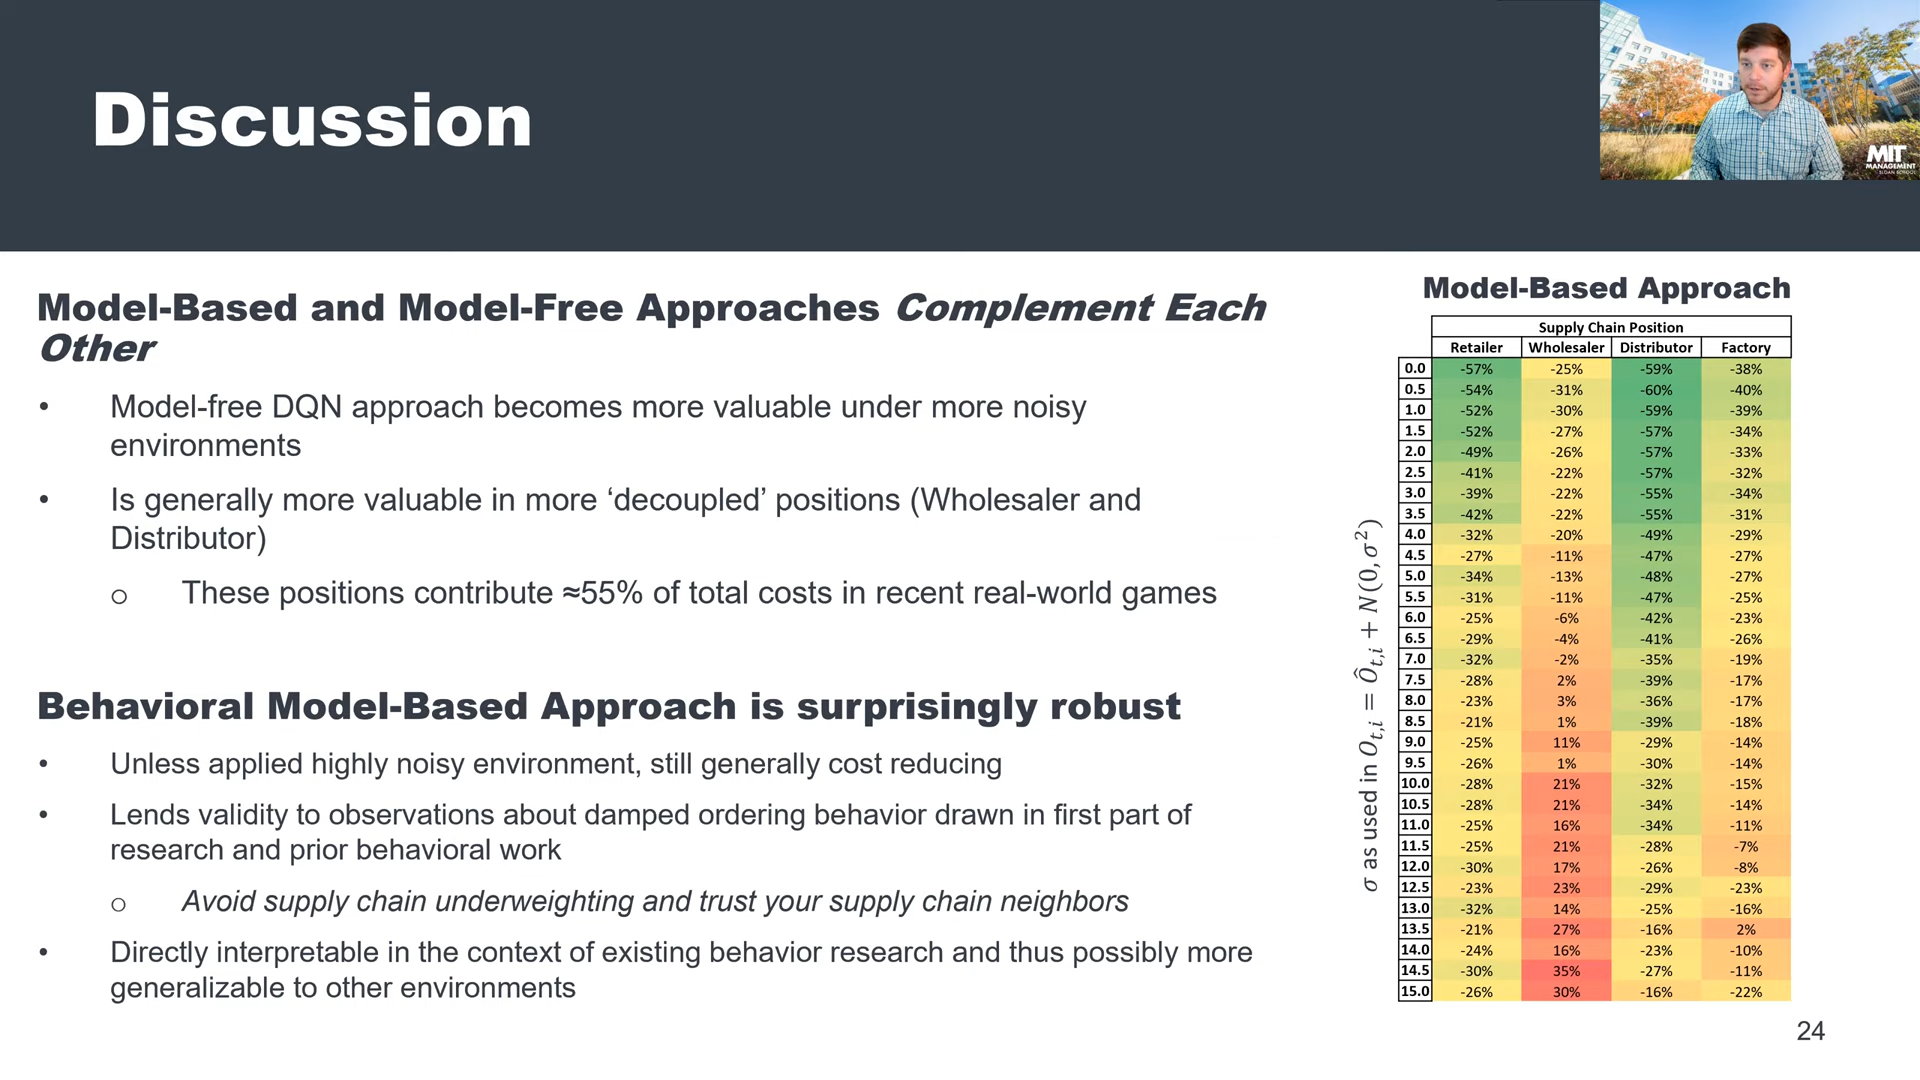 Discussion
MIT
MANAGEMENT
SLOAN SCHOOL
Model-Based and Model-Free Approaches Complement Each
Other
• Model-free DQN approach becomes more valuable under more noisy
environments
• Is generally more valuable in more ‘decoupled’ positions (Wholesaler and
Distributor)
o These positions contribute ≈55% of total costs in recent real-world games
Behavioral Model-Based Approach is surprisingly robust
• Unless applied highly noisy environment, still generally cost reducing
• Lends validity to observations about damped ordering behavior drawn in first part of
research and prior behavioral work
o Avoid supply chain underweighting and trust your supply chain neighbors
• Directly interpretable in the context of existing behavior research and thus possibly more
generalizable to other environments
Model-Based Approach
Supply Chain Position
Retailer Wholesaler Distributor Factory
σ as used in O_{t,i} = Ô_{t,i} + N(0, σ²)
0.0 -57% -25% -59% -38%
0.5 -54% -31% -60% -40%
1.0 -52% -30% -59% -39%
1.5 -52% -27% -57% -34%
2.0 -49% -26% -57% -33%
2.5 -41% -22% -57% -32%
3.0 -39% -22% -55% -34%
3.5 -42% -22% -55% -31%
4.0 -32% -20% -49% -29%
4.5 -27% -11% -47% -27%
5.0 -34% -13% -48% -27%
5.5 -31% -11% -47% -25%
6.0 -25% -6% -42% -23%
6.5 -29% -4% -41% -26%
7.0 -32% -2% -35% -19%
7.5 -28% 2% -39% -17%
8.0 -23% 3% -36% -17%
8.5 -21% 1% -39% -18%
9.0 -25% 11% -29% -14%
9.5 -26% 1% -30% -14%
10.0 -28% 21% -32% -15%
10.5 -28% 21% -34% -14%
11.0 -25% 16% -34% -11%
11.5 -25% 21% -28% -7%
12.0 -30% 17% -26% -8%
12.5 -23% 23% -29% -23%
13.0 -32% 14% -25% -16%
13.5 -21% 27% -16% 2%
14.0 -24% 16% -23% -10%
14.5 -30% 35% -27% -11%
15.0 -26% 30% -16% -22%
24